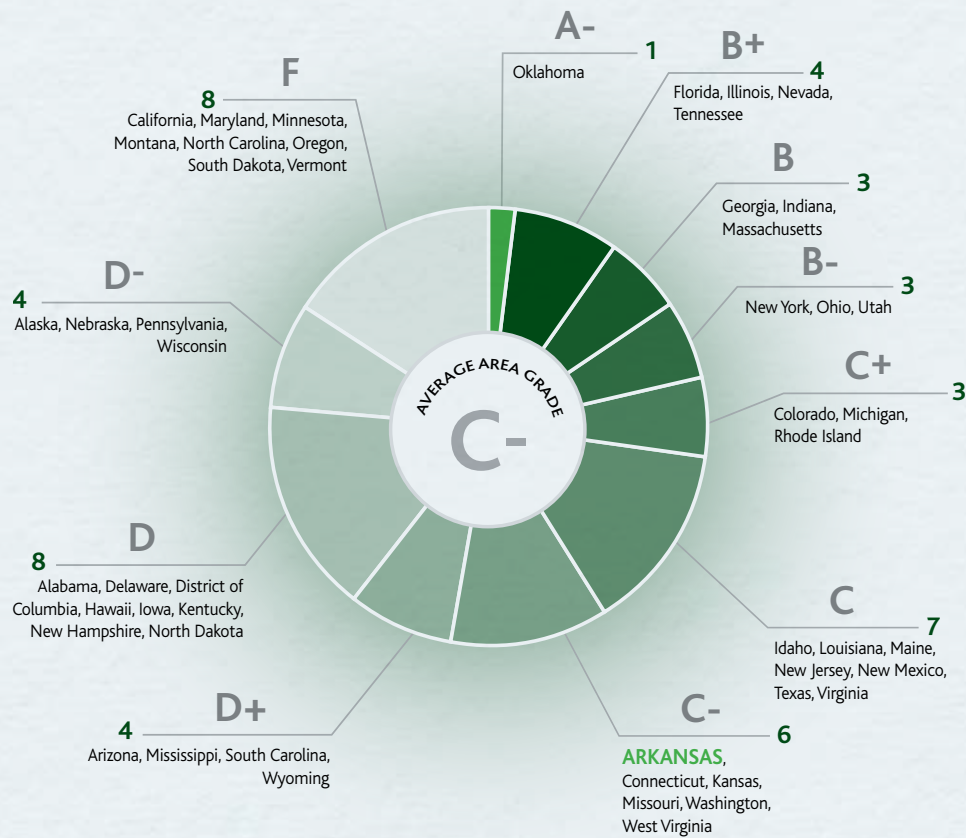 A-
1
Oklahoma
B+
4
Florida, Illinois, Nevada,
Tennessee
B
3
Georgia, Indiana,
Massachusetts
B-
3
New York, Ohio, Utah
C+
3
Colorado, Michigan,
Rhode Island
C
7
Idaho, Louisiana, Maine,
New Jersey, New Mexico,
Texas, Virginia
C-
6
ARKANSAS,
Connecticut, Kansas,
Missouri, Washington,
West Virginia
D+
4
Arizona, Mississippi, South Carolina,
Wyoming
D
8
Alabama, Delaware, District of
Columbia, Hawaii, Iowa, Kentucky,
New Hampshire, North Dakota
D-
4
Alaska, Nebraska, Pennsylvania,
Wisconsin
F
8
California, Maryland, Minnesota,
Montana, North Carolina, Oregon,
South Dakota, Vermont
AVERAGE AREA GRADE
C-